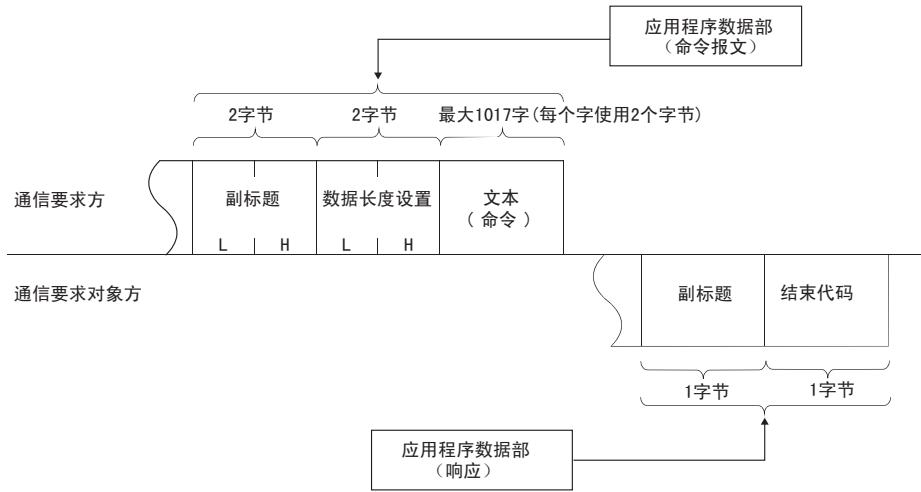 应用程序数据部
（命令报文）
2字节
2字节
最大1017字(每个字使用2个字节)
通信要求方
副标题
数据长度设置
文本
（ 命令 ）
L
H
L
H
通信要求对象方
副标题
结束代码
1字节
1字节
应用程序数据部
（响应）